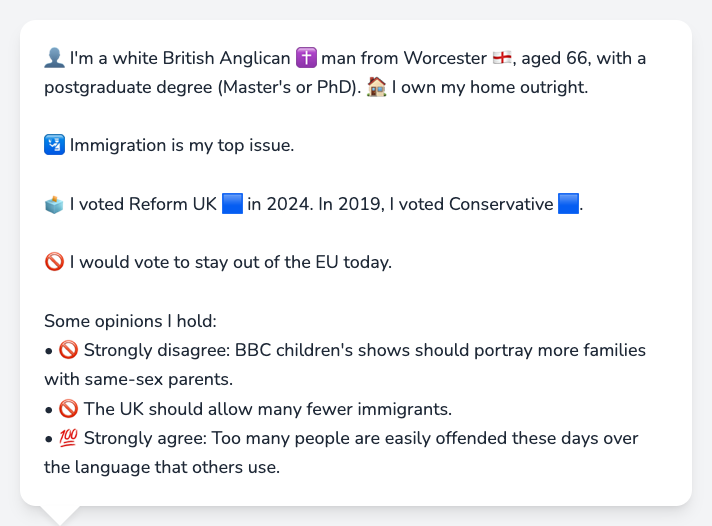 👤 I'm a white British Anglican ✝️ man from Worcester 🏴󠁧󠁢󠁥󠁮󠁧󠁿, aged 66, with a
postgraduate degree (Master's or PhD). 🏠 I own my home outright.
🛂 Immigration is my top issue.
🗳️ I voted Reform UK 🟦 in 2024. In 2019, I voted Conservative 🟦.
🚫 I would vote to stay out of the EU today.
Some opinions I hold:
• 🚫 Strongly disagree: BBC children's shows should portray more families
with same-sex parents.
• 🚫 The UK should allow many fewer immigrants.
• 💯 Strongly agree: Too many people are easily offended these days over
the language that others use.